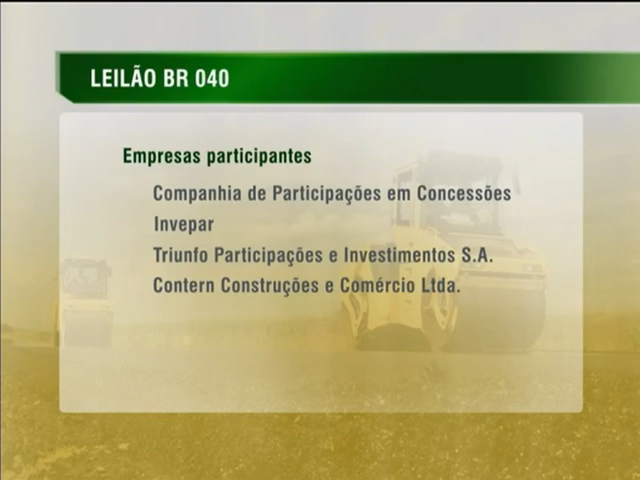 LEILÃO BR 040
Empresas participantes
Companhia de Participações em Concessões
Invepar
Triunfo Participações e Investimentos S.A.
Contern Construções e Comércio Ltda.